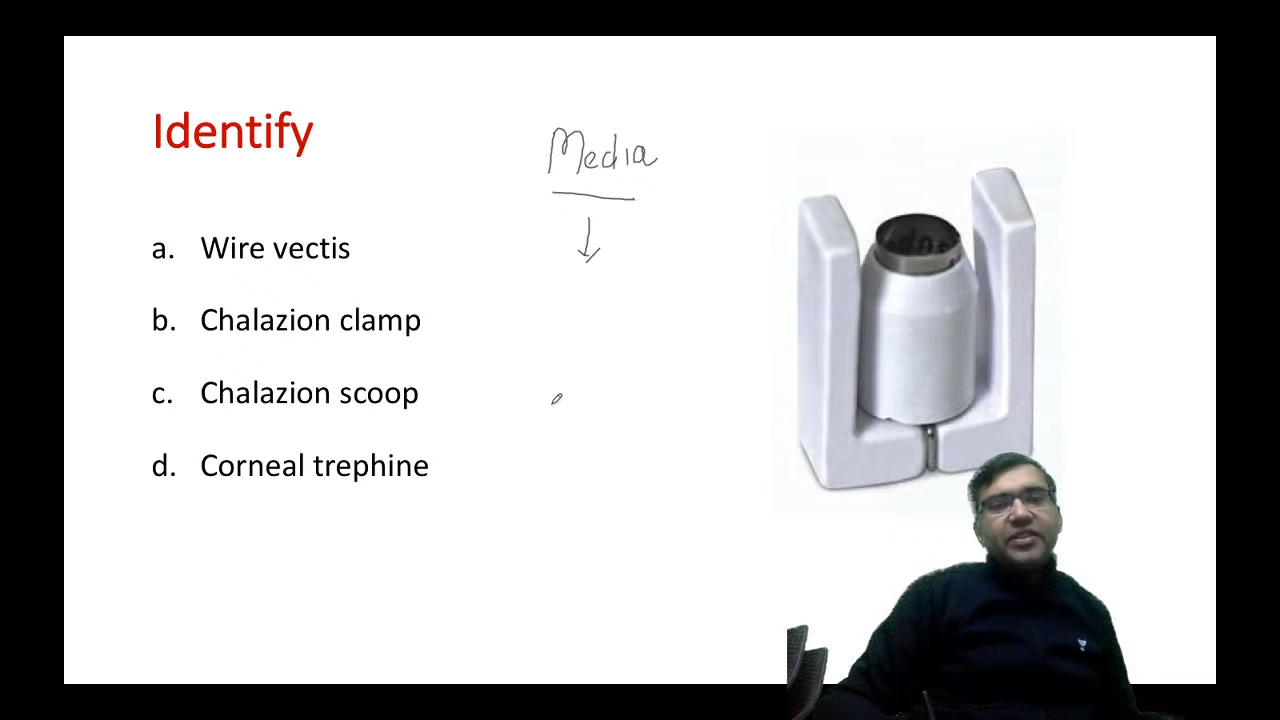 Identify
Media
a. Wire vectis
b. Chalazion clamp
c. Chalazion scoop
d. Corneal trephine